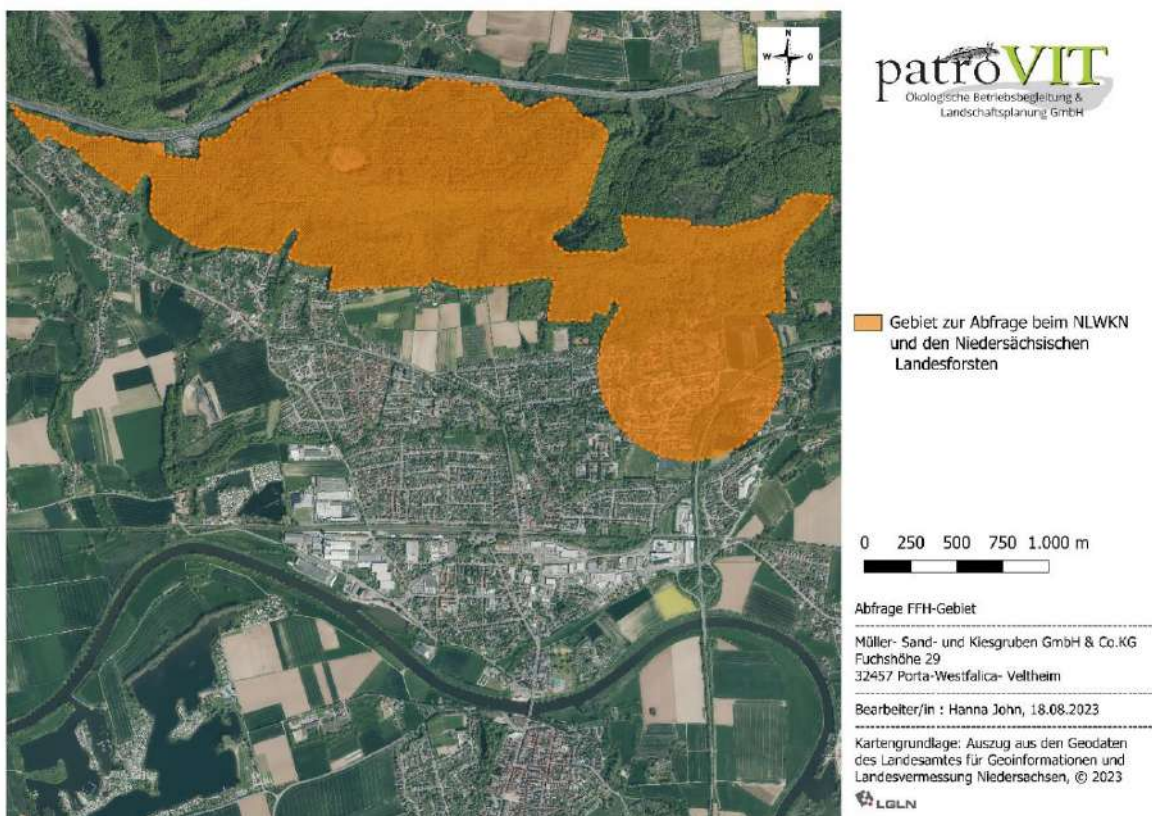 N
W O
S
patroVIT
Ökologische Betriebsbegleitung &
Landschaftsplanung GmbH
Gebiet zur Abfrage beim NLWKN
und den Niedersächsischen
Landesforsten
0 250 500 750 1.000 m
Abfrage FFH-Gebiet
Müller- Sand- und Kiesgruben GmbH & Co.KG
Fuchshöhe 29
32457 Porta-Westfalica- Veltheim
Bearbeiter/in : Hanna John, 18.08.2023
Kartengrundlage: Auszug aus den Geodaten
des Landesamtes für Geoinformationen und
Landesvermessung Niedersachsen, © 2023
LGLN